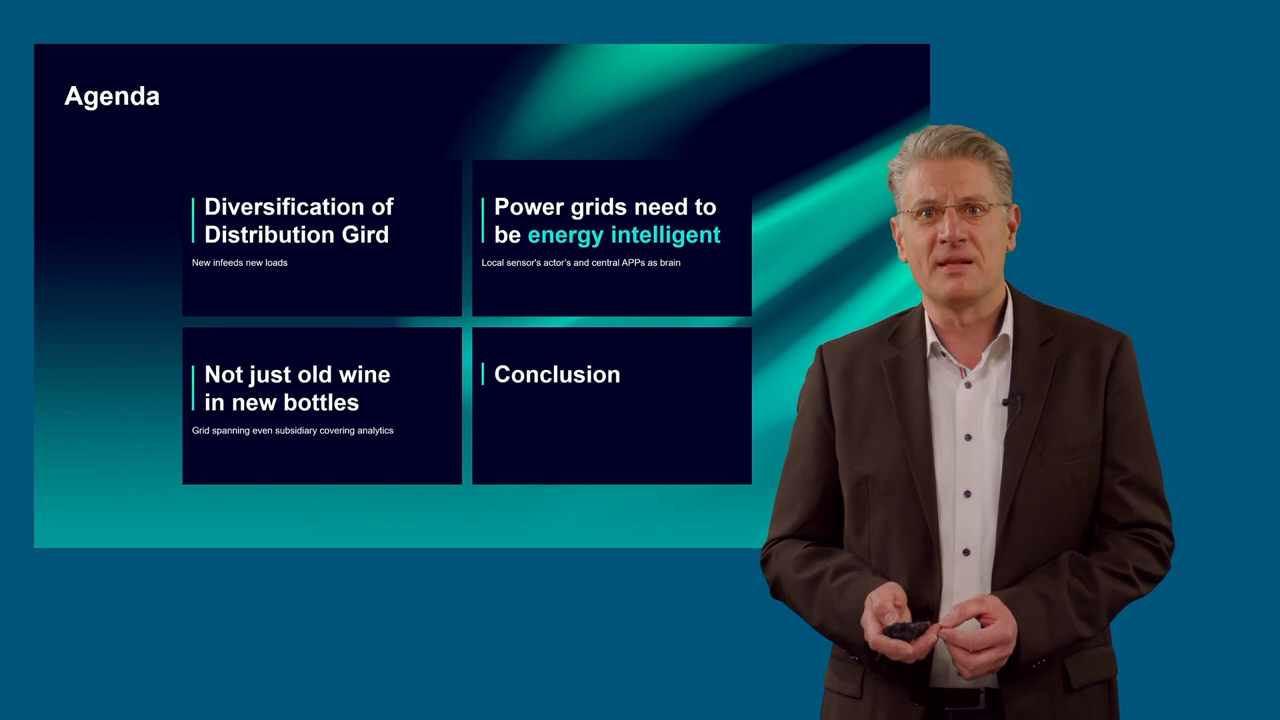 Agenda
Diversification of
Distribution Gird
New infeeds new loads
Power grids need to
be energy intelligent
Local sensor's actor's and central APPs as brain
Not just old wine
in new bottles
Grid spanning even subsidiary covering analytics
Conclusion